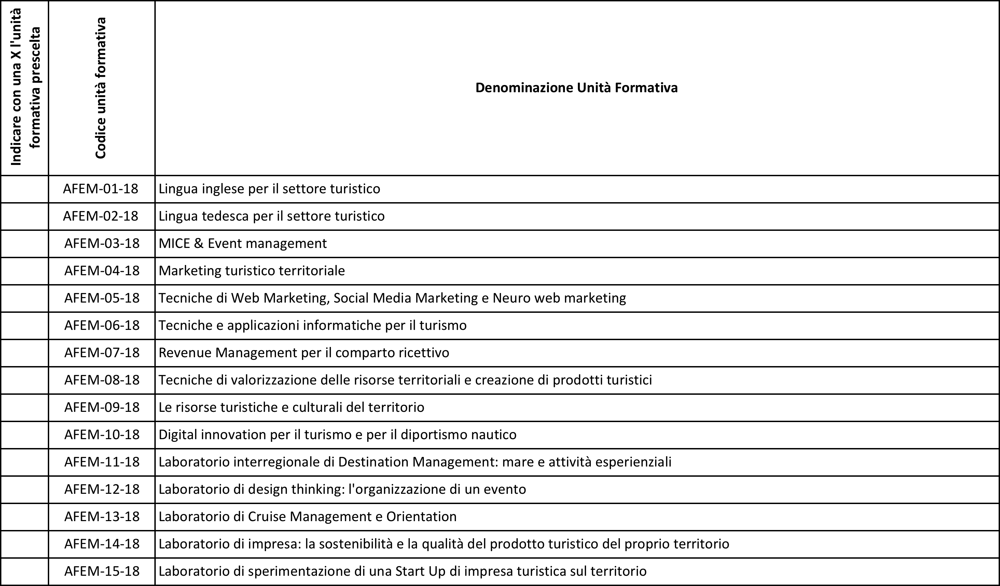 Indicare con una X l'unità
formativa prescelta
Codice unità formativa
Denominazione Unità Formativa
AFEM-01-18 Lingua inglese per il settore turistico
AFEM-02-18 Lingua tedesca per il settore turistico
AFEM-03-18 MICE & Event management
AFEM-04-18 Marketing turistico territoriale
AFEM-05-18 Tecniche di Web Marketing, Social Media Marketing e Neuro web marketing
AFEM-06-18 Tecniche e applicazioni informatiche per il turismo
AFEM-07-18 Revenue Management per il comparto ricettivo
AFEM-08-18 Tecniche di valorizzazione delle risorse territoriali e creazione di prodotti turistici
AFEM-09-18 Le risorse turistiche e culturali del territorio
AFEM-10-18 Digital innovation per il turismo e per il diportismo nautico
AFEM-11-18 Laboratorio interregionale di Destination Management: mare e attività esperienziali
AFEM-12-18 Laboratorio di design thinking: l'organizzazione di un evento
AFEM-13-18 Laboratorio di Cruise Management e Orientation
AFEM-14-18 Laboratorio di impresa: la sostenibilità e la qualità del prodotto turistico del proprio territorio
AFEM-15-18 Laboratorio di sperimentazione di una Start Up di impresa turistica sul territorio